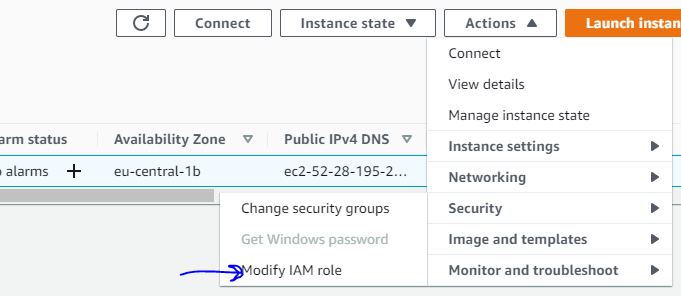 Connect
Instance state
Actions
Launch instan
Connect
View details
Manage instance state
arm status
Availability Zone
Public IPv4 DNS
Instance settings
alarms
eu-central-1b
ec2-52-28-195-2...
Networking
Change security groups
Security
Get Windows password
Image and templates
Modify IAM role
Monitor and troubleshoot